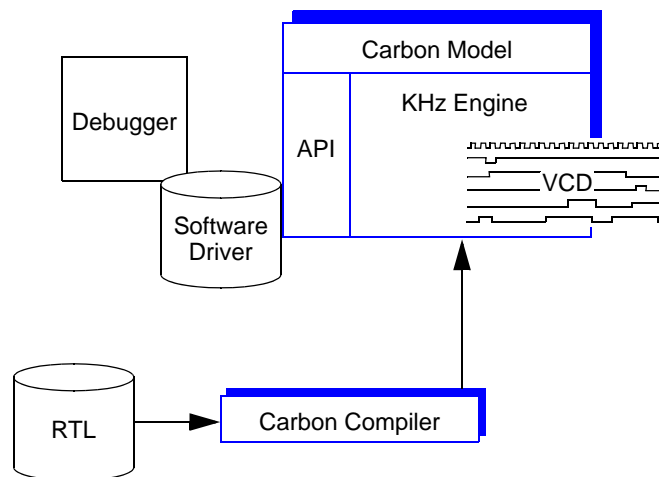 Carbon Model
KHz Engine
Debugger
API
VCD
Software
Driver
RTL
Carbon Compiler